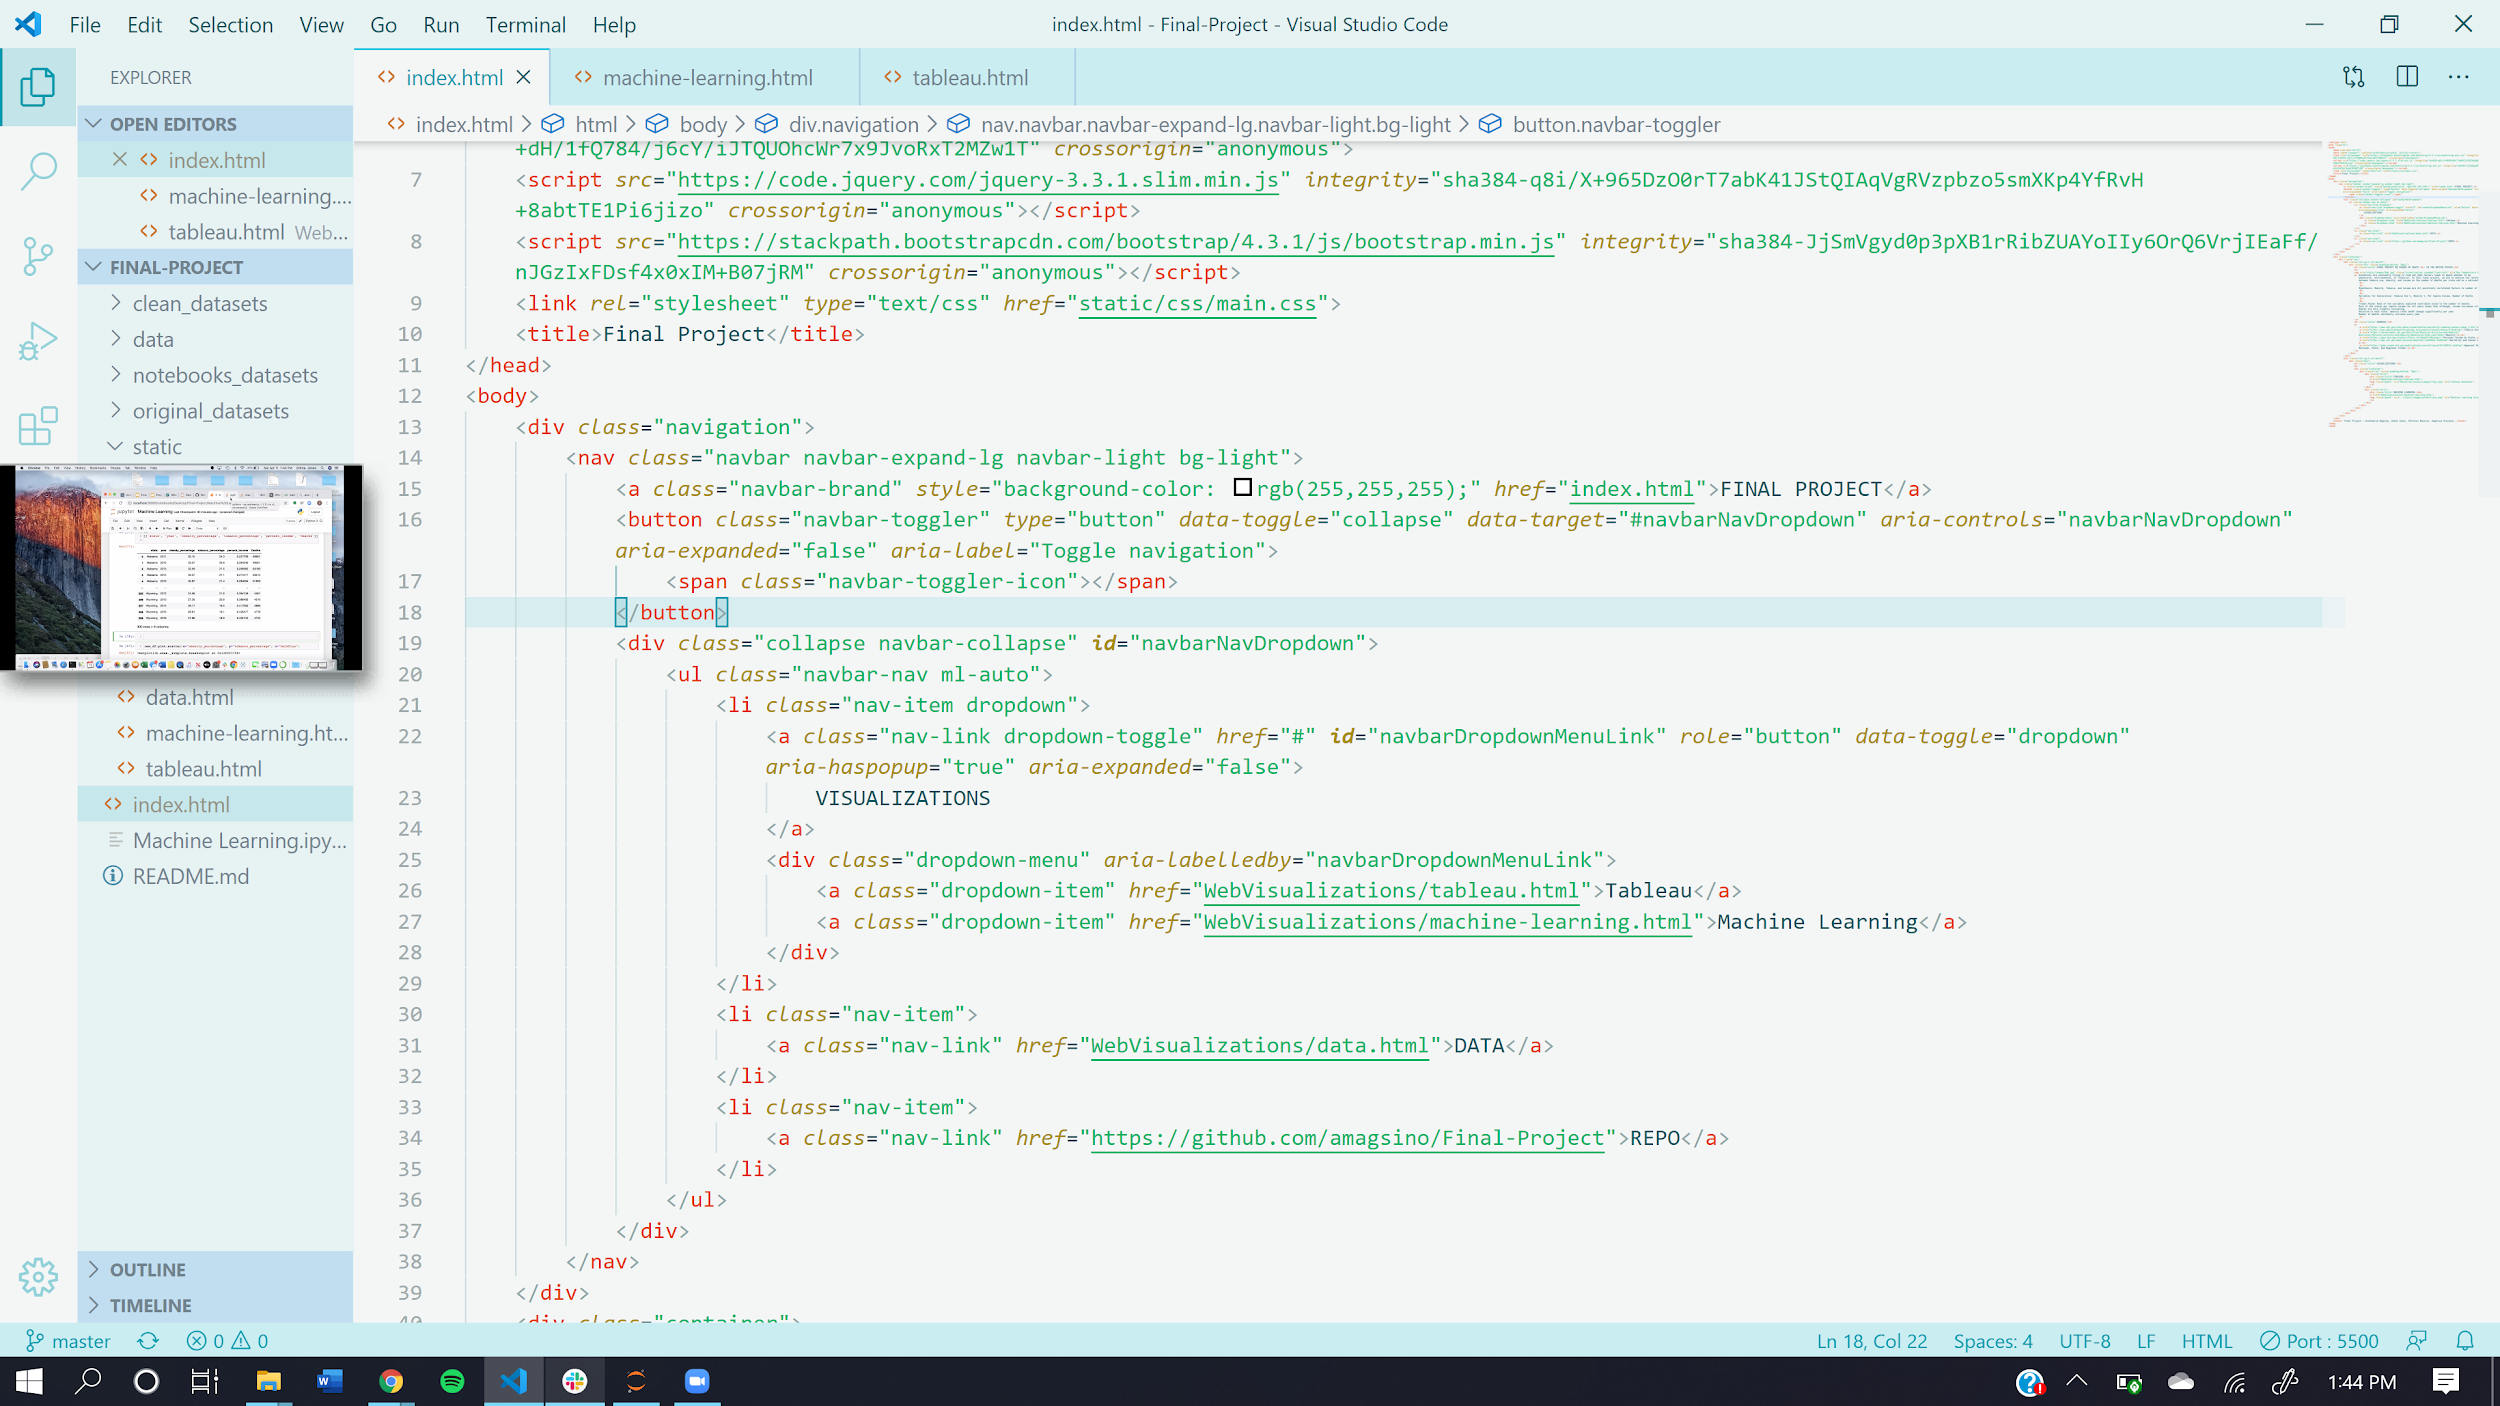 File Edit Selection View Go Run Terminal Help
index.html - Final-Project - Visual Studio Code
EXPLORER
OPEN EDITORS
index.html
machine-learning....
tableau.html Web...
FINAL-PROJECT
clean_datasets
data
notebooks_datasets
original_datasets
static
data.html
machine-learning.ht...
tableau.html
index.html
Machine Learning.ipy...
README.md
OUTLINE
TIMELINE
index.html
machine-learning.html
tableau.html
index.html > html > body > div.navigation > nav.navbar.navbar-expand-lg.navbar-light.bg-light > button.navbar-toggler
+dH/1fQ784/j6cY/iJTQUOhcWr7x9JvoRxT2MZw1T" crossorigin="anonymous">
7 <script src="https://code.jquery.com/jquery-3.3.1.slim.min.js" integrity="sha384-q8i/X+965DzO0rT7abK41JStQIAqVgRVzpbzo5smXKp4YfRvH
+8abtTE1Pi6jizo" crossorigin="anonymous"></script>
8 <script src="https://stackpath.bootstrapcdn.com/bootstrap/4.3.1/js/bootstrap.min.js" integrity="sha384-JjSmVgyd0p3pXB1rRibZUAYoIIy6OrQ6VrjIEaFf/
nJGzIxFDsf4x0xIM+B07jRM" crossorigin="anonymous"></script>
9 <link rel="stylesheet" type="text/css" href="static/css/main.css">
10 <title>Final Project</title>
11 </head>
12 <body>
13 <div class="navigation">
14 <nav class="navbar navbar-expand-lg navbar-light bg-light">
15 <a class="navbar-brand" style="background-color: rgb(255,255,255);" href="index.html">FINAL PROJECT</a>
16 <button class="navbar-toggler" type="button" data-toggle="collapse" data-target="#navbarNavDropdown" aria-controls="navbarNavDropdown"
aria-expanded="false" aria-label="Toggle navigation">
17 <span class="navbar-toggler-icon"></span>
18 </button>
19 <div class="collapse navbar-collapse" id="navbarNavDropdown">
20 <ul class="navbar-nav ml-auto">
21 <li class="nav-item dropdown">
22 <a class="nav-link dropdown-toggle" href="#" id="navbarDropdownMenuLink" role="button" data-toggle="dropdown"
aria-haspopup="true" aria-expanded="false">
23 VISUALIZATIONS
24 </a>
25 <div class="dropdown-menu" aria-labelledby="navbarDropdownMenuLink">
26 <a class="dropdown-item" href="WebVisualizations/tableau.html">Tableau</a>
27 <a class="dropdown-item" href="WebVisualizations/machine-learning.html">Machine Learning</a>
28 </div>
29 </li>
30 <li class="nav-item">
31 <a class="nav-link" href="WebVisualizations/data.html">DATA</a>
32 </li>
33 <li class="nav-item">
34 <a class="nav-link" href="https://github.com/amagsino/Final-Project">REPO</a>
35 </li>
36 </ul>
37 </div>
38 </nav>
39 </div>
40 <div class="container">
master 0 0
Ln 18, Col 22 Spaces: 4 UTF-8 LF HTML Port : 5500
1:44 PM